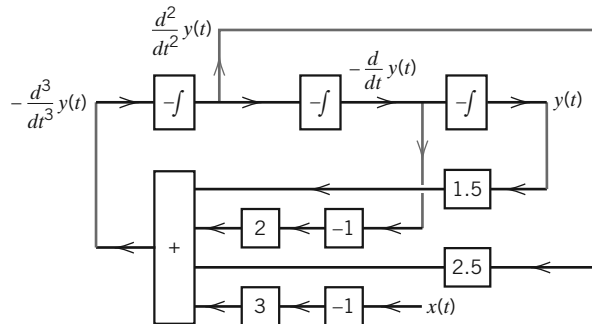 d²/dt² y(t)
− d³/dt³ y(t)
−∫
−∫
− d/dt y(t)
−∫
y(t)
1.5
+
2
−1
2.5
3
−1
x(t)